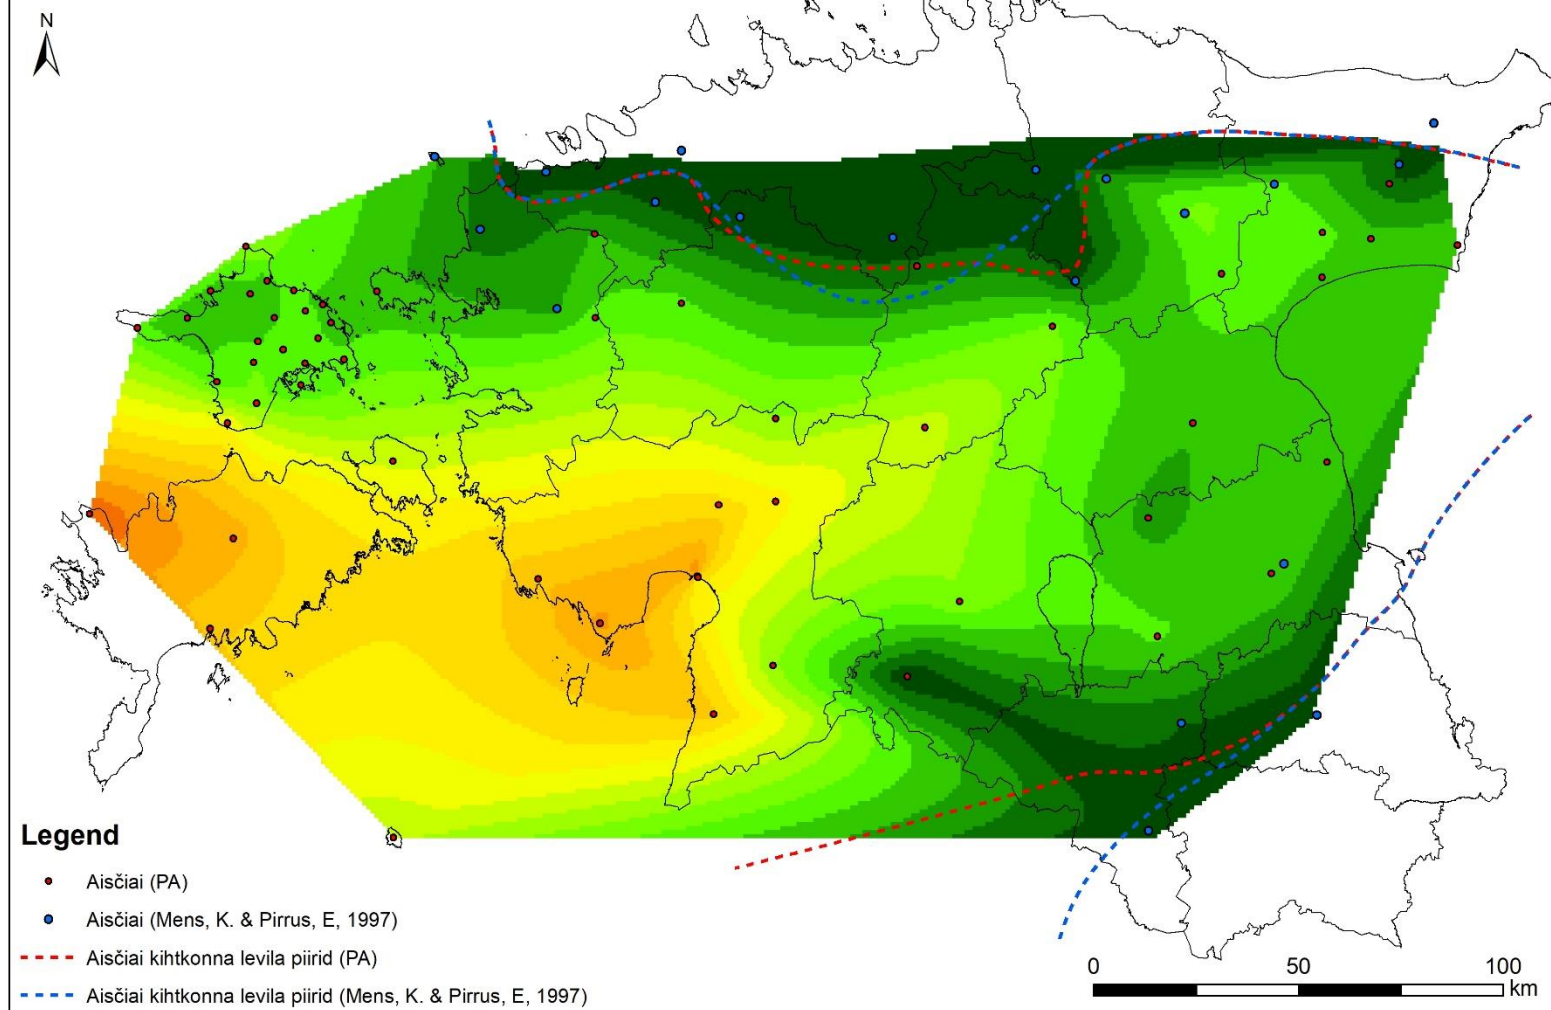 N
Legend
Aisčiai (PA)
Aisčiai (Mens, K. & Pirrus, E, 1997)
Aisčiai kihtkonna levila piirid (PA)
Aisčiai kihtkonna levila piirid (Mens, K. & Pirrus, E, 1997)
0 50 100
km